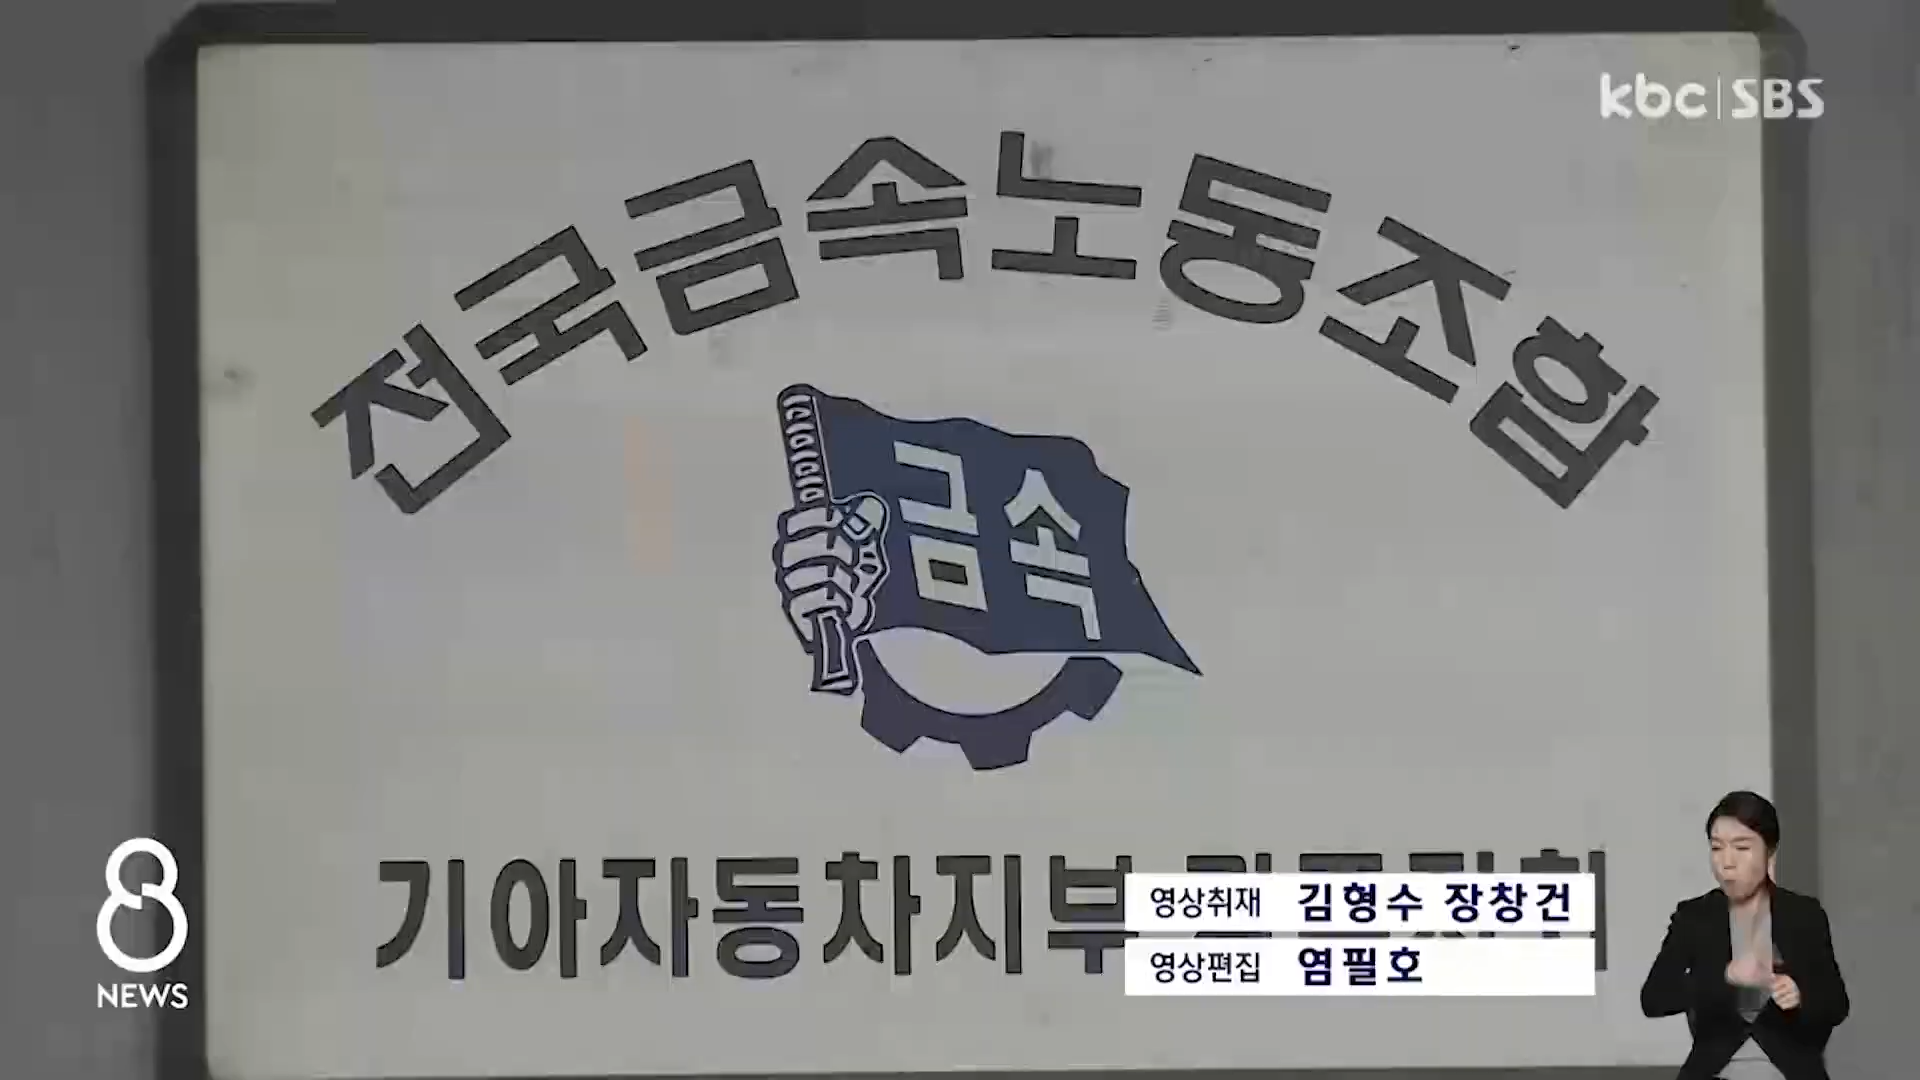 kbc | SBS
전국금속노동조합
금속
기아자동차지부
영상취재 김형수 장창건
영상편집 염필호
8
NEWS